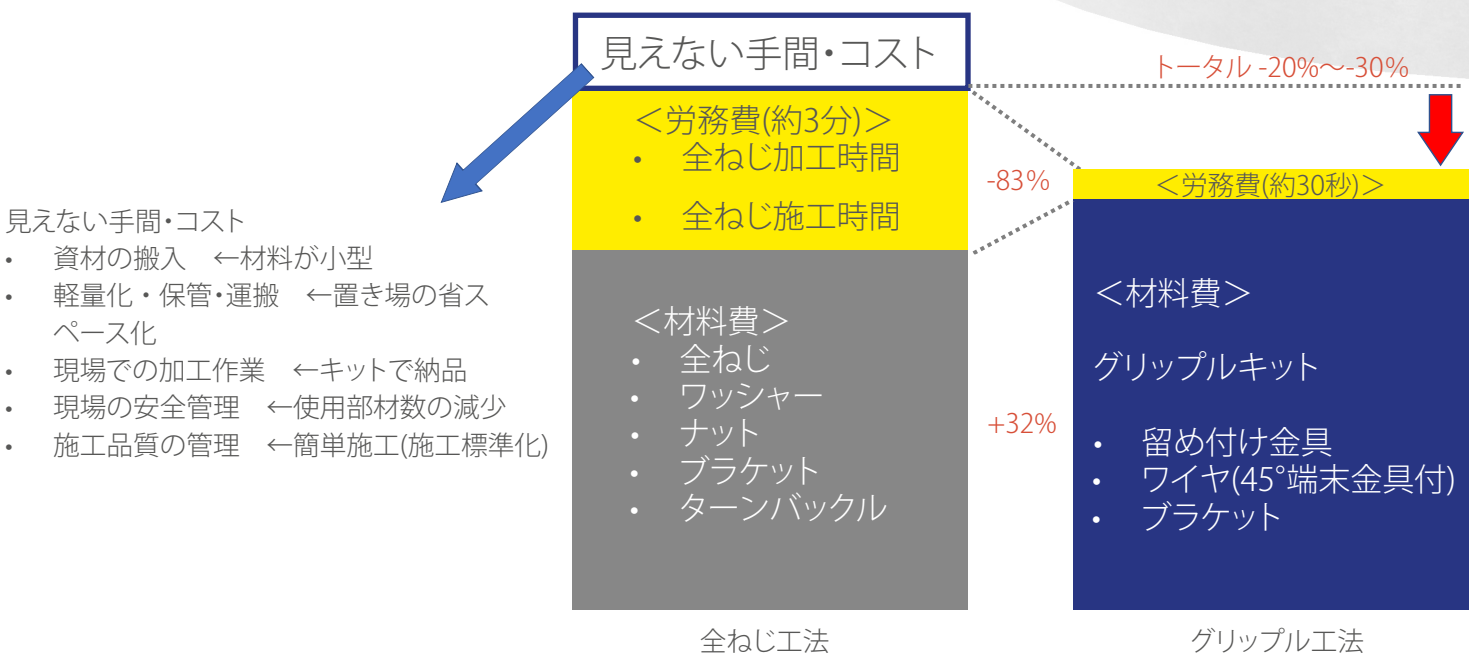 見えない手間・コスト
トータル -20%～-30%
＜労務費(約3分)＞
• 全ねじ加工時間
• 全ねじ施工時間
-83%
＜労務費(約30秒)＞
見えない手間・コスト
• 資材の搬入　←材料が小型
• 軽量化・保管・運搬　←置き場の省ス
ペース化
• 現場での加工作業　←キットで納品
• 現場の安全管理　←使用部材数の減少
• 施工品質の管理　←簡単施工(施工標準化)
＜材料費＞
• 全ねじ
• ワッシャー
• ナット
• ブラケット
• ターンバックル
+32%
＜材料費＞
グリップルキット
• 留め付け金具
• ワイヤ(45°端末金具付)
• ブラケット
全ねじ工法
グリップル工法